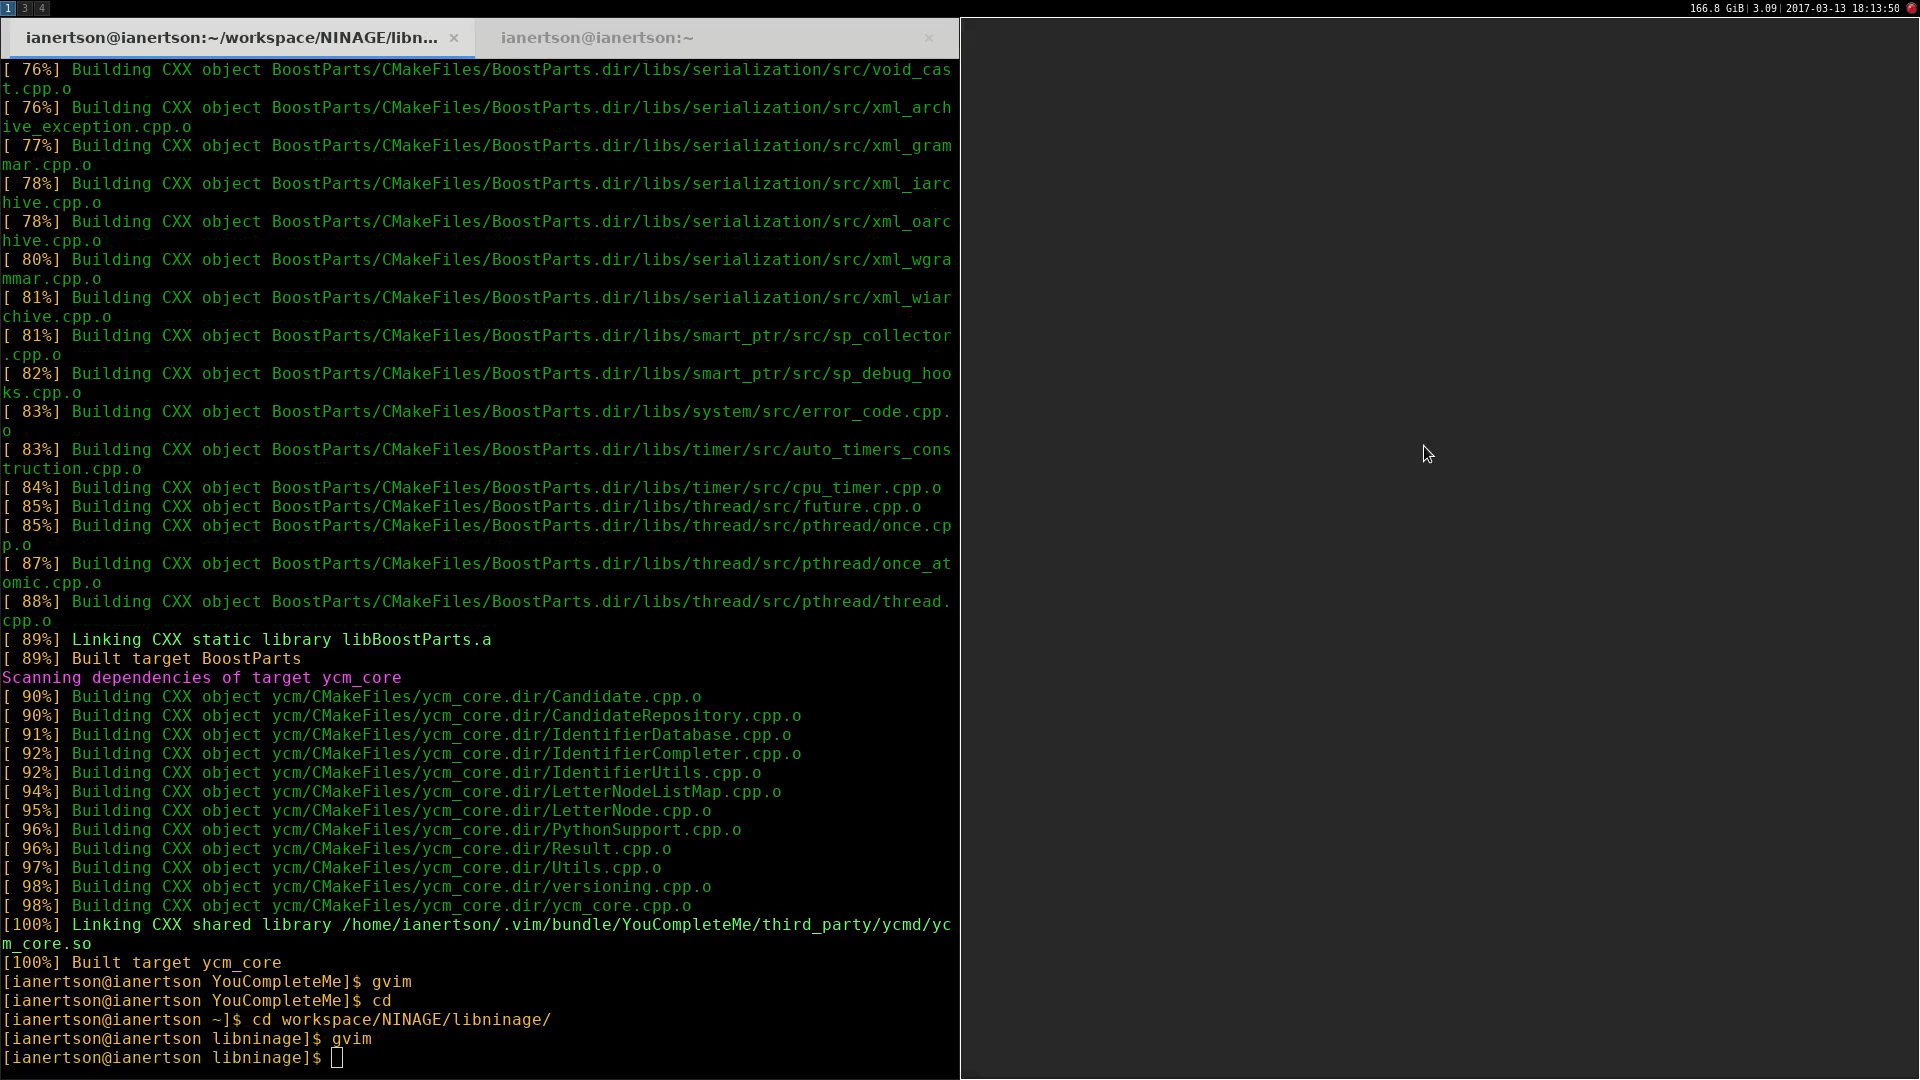 1 3 4 166.8 GiB| 3.09| 2017-03-13 18:13:50
ianertson@ianertson:~/workspace/NINAGE/libn... × ianertson@ianertson:~ ×
[ 76%] Building CXX object BoostParts/CMakeFiles/BoostParts.dir/libs/serialization/src/void_cas
t.cpp.o
[ 76%] Building CXX object BoostParts/CMakeFiles/BoostParts.dir/libs/serialization/src/xml_arch
ive_exception.cpp.o
[ 77%] Building CXX object BoostParts/CMakeFiles/BoostParts.dir/libs/serialization/src/xml_gram
mar.cpp.o
[ 78%] Building CXX object BoostParts/CMakeFiles/BoostParts.dir/libs/serialization/src/xml_iarc
hive.cpp.o
[ 78%] Building CXX object BoostParts/CMakeFiles/BoostParts.dir/libs/serialization/src/xml_oarc
hive.cpp.o
[ 80%] Building CXX object BoostParts/CMakeFiles/BoostParts.dir/libs/serialization/src/xml_wgra
mmar.cpp.o
[ 81%] Building CXX object BoostParts/CMakeFiles/BoostParts.dir/libs/serialization/src/xml_wiar
chive.cpp.o
[ 81%] Building CXX object BoostParts/CMakeFiles/BoostParts.dir/libs/smart_ptr/src/sp_collector
.cpp.o
[ 82%] Building CXX object BoostParts/CMakeFiles/BoostParts.dir/libs/smart_ptr/src/sp_debug_hoo
ks.cpp.o
[ 83%] Building CXX object BoostParts/CMakeFiles/BoostParts.dir/libs/system/src/error_code.cpp.
o
[ 83%] Building CXX object BoostParts/CMakeFiles/BoostParts.dir/libs/timer/src/auto_timers_cons
truction.cpp.o
[ 84%] Building CXX object BoostParts/CMakeFiles/BoostParts.dir/libs/timer/src/cpu_timer.cpp.o
[ 85%] Building CXX object BoostParts/CMakeFiles/BoostParts.dir/libs/thread/src/future.cpp.o
[ 85%] Building CXX object BoostParts/CMakeFiles/BoostParts.dir/libs/thread/src/pthread/once.cp
p.o
[ 87%] Building CXX object BoostParts/CMakeFiles/BoostParts.dir/libs/thread/src/pthread/once_at
omic.cpp.o
[ 88%] Building CXX object BoostParts/CMakeFiles/BoostParts.dir/libs/thread/src/pthread/thread.
cpp.o
[ 89%] Linking CXX static library libBoostParts.a
[ 89%] Built target BoostParts
Scanning dependencies of target ycm_core
[ 90%] Building CXX object ycm/CMakeFiles/ycm_core.dir/Candidate.cpp.o
[ 90%] Building CXX object ycm/CMakeFiles/ycm_core.dir/CandidateRepository.cpp.o
[ 91%] Building CXX object ycm/CMakeFiles/ycm_core.dir/IdentifierDatabase.cpp.o
[ 92%] Building CXX object ycm/CMakeFiles/ycm_core.dir/IdentifierCompleter.cpp.o
[ 92%] Building CXX object ycm/CMakeFiles/ycm_core.dir/IdentifierUtils.cpp.o
[ 94%] Building CXX object ycm/CMakeFiles/ycm_core.dir/LetterNodeListMap.cpp.o
[ 95%] Building CXX object ycm/CMakeFiles/ycm_core.dir/LetterNode.cpp.o
[ 96%] Building CXX object ycm/CMakeFiles/ycm_core.dir/PythonSupport.cpp.o
[ 96%] Building CXX object ycm/CMakeFiles/ycm_core.dir/Result.cpp.o
[ 97%] Building CXX object ycm/CMakeFiles/ycm_core.dir/Utils.cpp.o
[ 98%] Building CXX object ycm/CMakeFiles/ycm_core.dir/versioning.cpp.o
[ 98%] Building CXX object ycm/CMakeFiles/ycm_core.dir/ycm_core.cpp.o
[100%] Linking CXX shared library /home/ianertson/.vim/bundle/YouCompleteMe/third_party/ycmd/yc
m_core.so
[100%] Built target ycm_core
[ianertson@ianertson YouCompleteMe]$ gvim
[ianertson@ianertson YouCompleteMe]$ cd
[ianertson@ianertson ~]$ cd workspace/NINAGE/libninage/
[ianertson@ianertson libninage]$ gvim
[ianertson@ianertson libninage]$